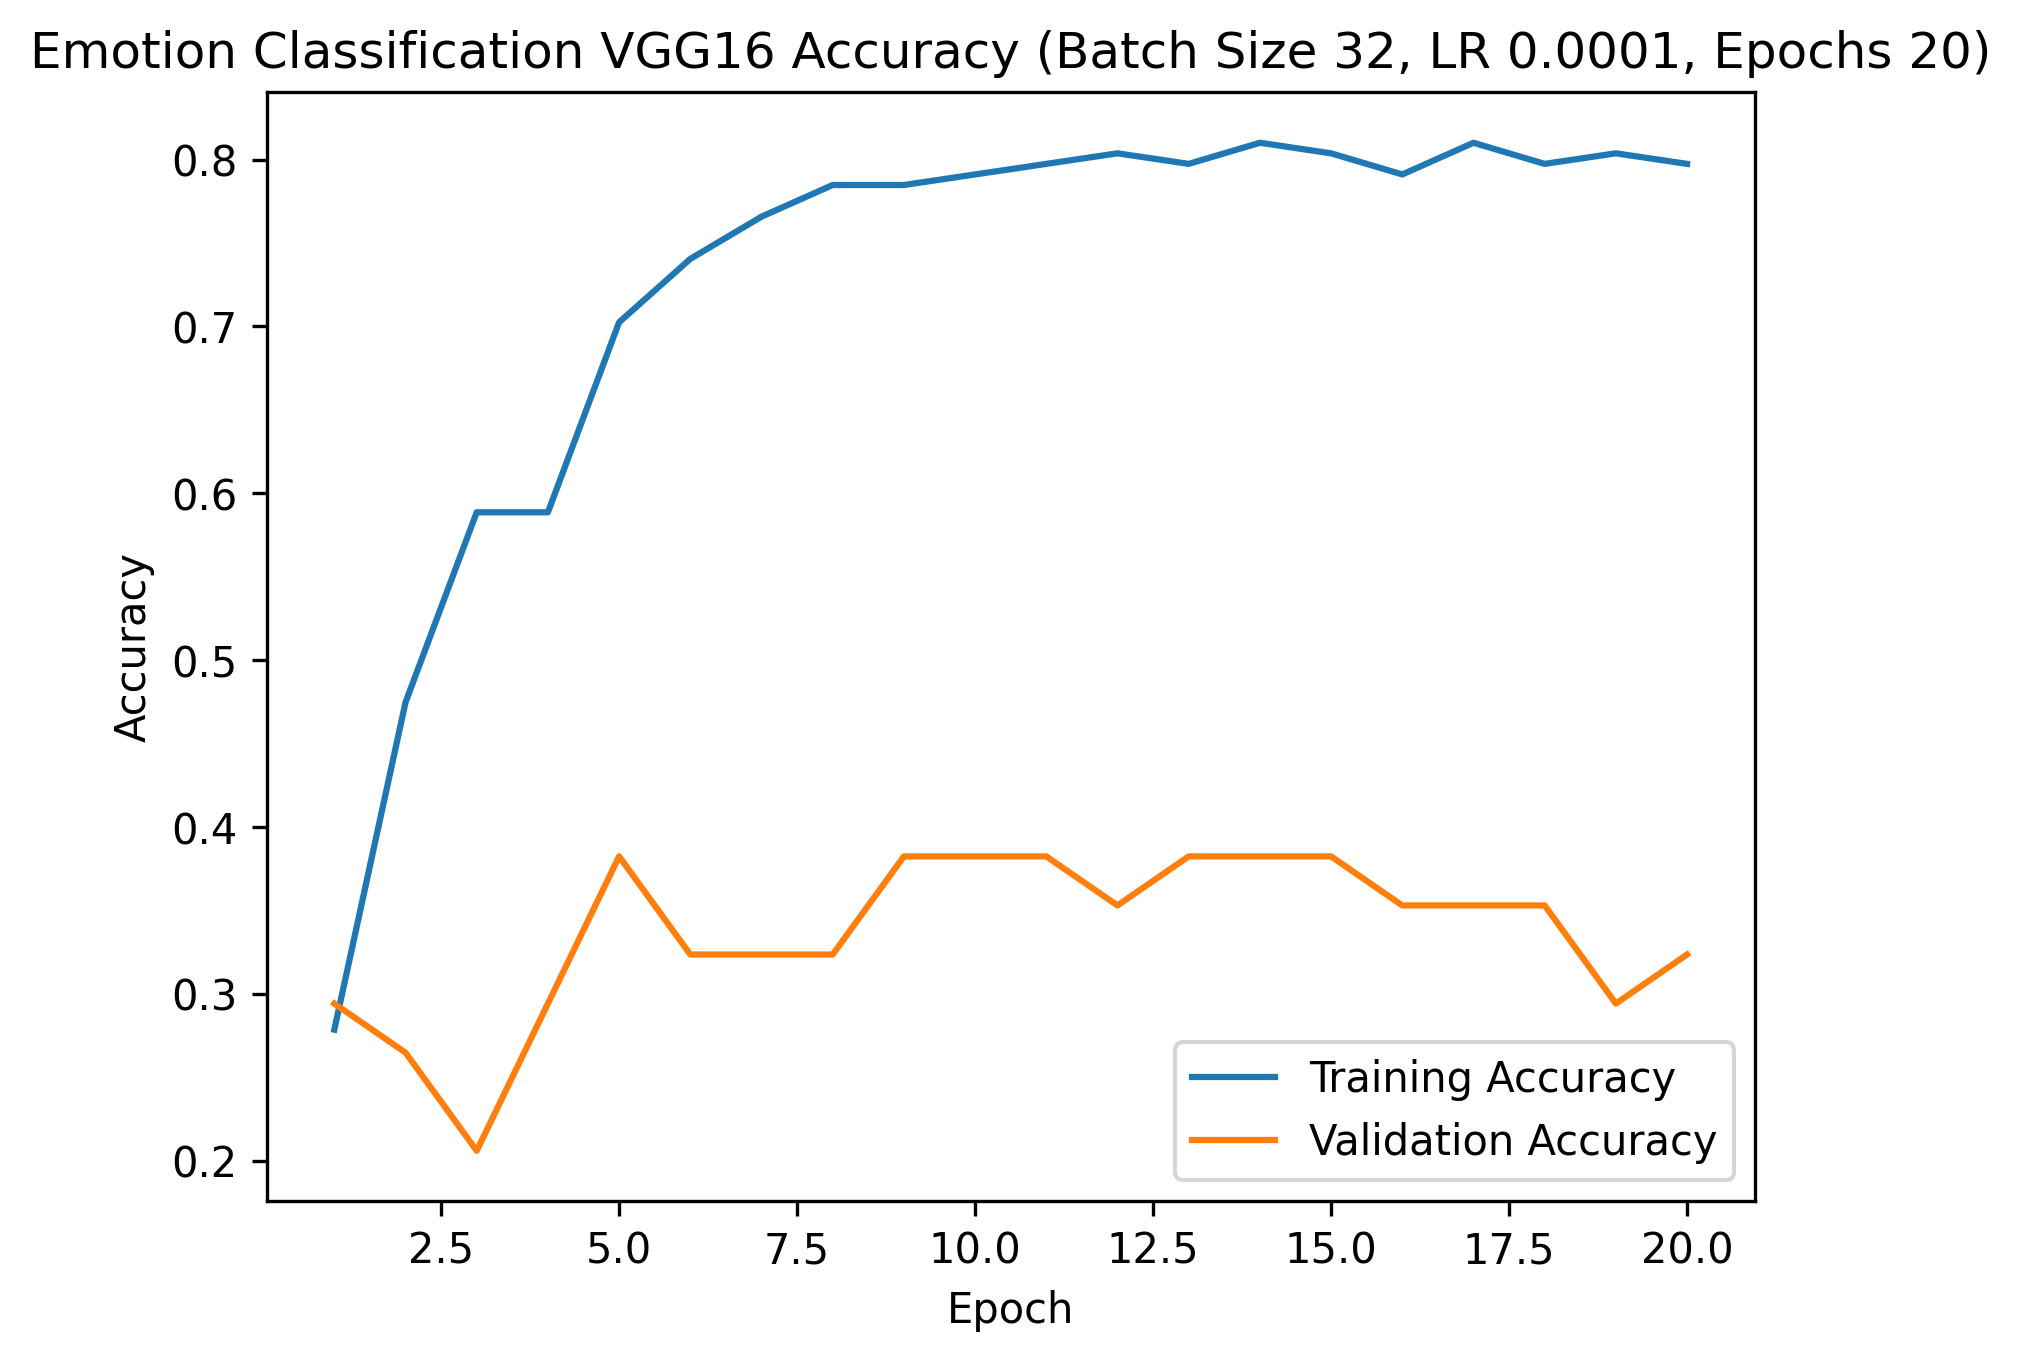 Emotion Classification VGG16 Accuracy (Batch Size 32, LR 0.0001, Epochs 20)
0.8
0.7
0.6
0.5
0.4
0.3
0.2
Accuracy
Training Accuracy
Validation Accuracy
2.5 5.0 7.5 10.0 12.5 15.0 17.5 20.0
Epoch